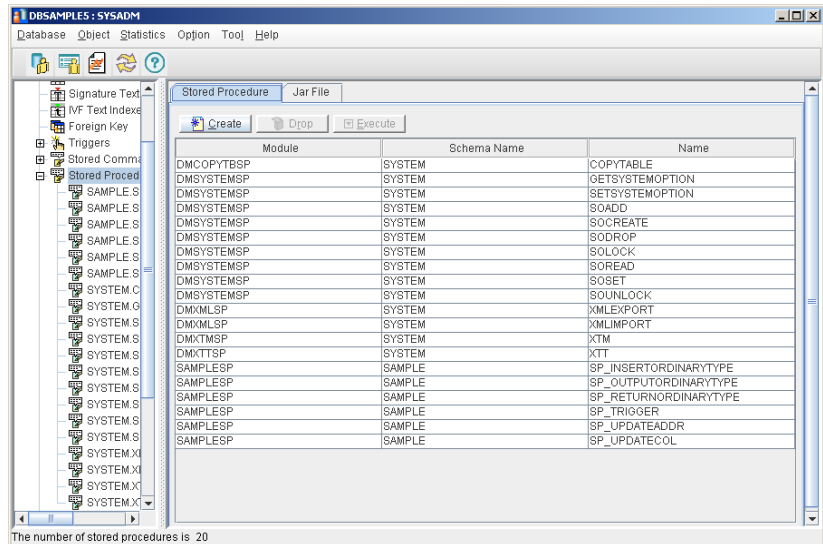 DBSAMPLE5 : SYSADM
Database Object Statistics Option Tool Help
Signature Text
IVF Text Indexe
Foreign Key
Triggers
Stored Comma
Stored Proced
SAMPLE.S
SAMPLE.S
SAMPLE.S
SAMPLE.S
SAMPLE.S
SAMPLE.S
SYSTEM.C
SYSTEM.G
SYSTEM.S
SYSTEM.S
SYSTEM.S
SYSTEM.S
SYSTEM.S
SYSTEM.S
SYSTEM.S
SYSTEM.S
SYSTEM.X
SYSTEM.X
SYSTEM.X
SYSTEM.X
Stored Procedure Jar File
Create Drop Execute
Module Schema Name Name
DMCOPYTBSP SYSTEM COPYTABLE
DMSYSTEMSP SYSTEM GETSYSTEMOPTION
DMSYSTEMSP SYSTEM SETSYSTEMOPTION
DMSYSTEMSP SYSTEM SOADD
DMSYSTEMSP SYSTEM SOCREATE
DMSYSTEMSP SYSTEM SODROP
DMSYSTEMSP SYSTEM SOLOCK
DMSYSTEMSP SYSTEM SOREAD
DMSYSTEMSP SYSTEM SOSET
DMSYSTEMSP SYSTEM SOUNLOCK
DMXMLSP SYSTEM XMLEXPORT
DMXMLSP SYSTEM XMLIMPORT
DMXTMSP SYSTEM XTM
DMXTTSP SYSTEM XTT
SAMPLESP SAMPLE SP_INSERTORDINARYTYPE
SAMPLESP SAMPLE SP_OUTPUTORDINARYTYPE
SAMPLESP SAMPLE SP_RETURNORDINARYTYPE
SAMPLESP SAMPLE SP_TRIGGER
SAMPLESP SAMPLE SP_UPDATEADDR
SAMPLESP SAMPLE SP_UPDATECOL
The number of stored procedures is 20